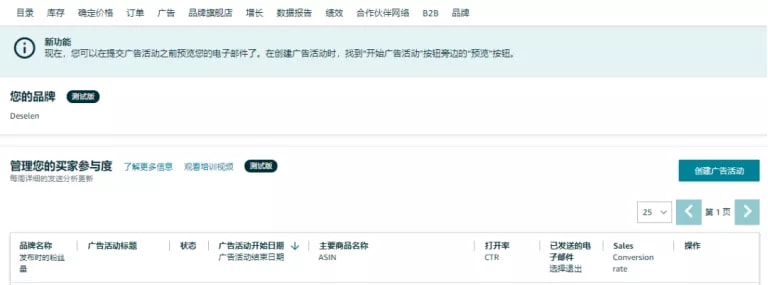 目录 库存 确定价格 订单 广告 品牌旗舰店 增长 数据报告 绩效 合作伙伴网络 B2B 品牌
新功能
现在，您可以在提交广告活动之前预览您的电子邮件了。在创建广告活动时，找到“开始广告活动”按钮旁边的“预览”按钮。
您的品牌 测试版
Deselen
管理您的买家参与度 了解更多信息 观看培训视频 测试版 创建广告活动
每周详细的发送分析更新
25 第 1 页
品牌名称 广告活动标题 状态 广告活动开始日期 主要商品名称 打开率 已发送的电 Sales 操作
发布时的粉丝 广告活动结束日期 ASIN CTR 子邮件 Conversion
量 选择退出 rate